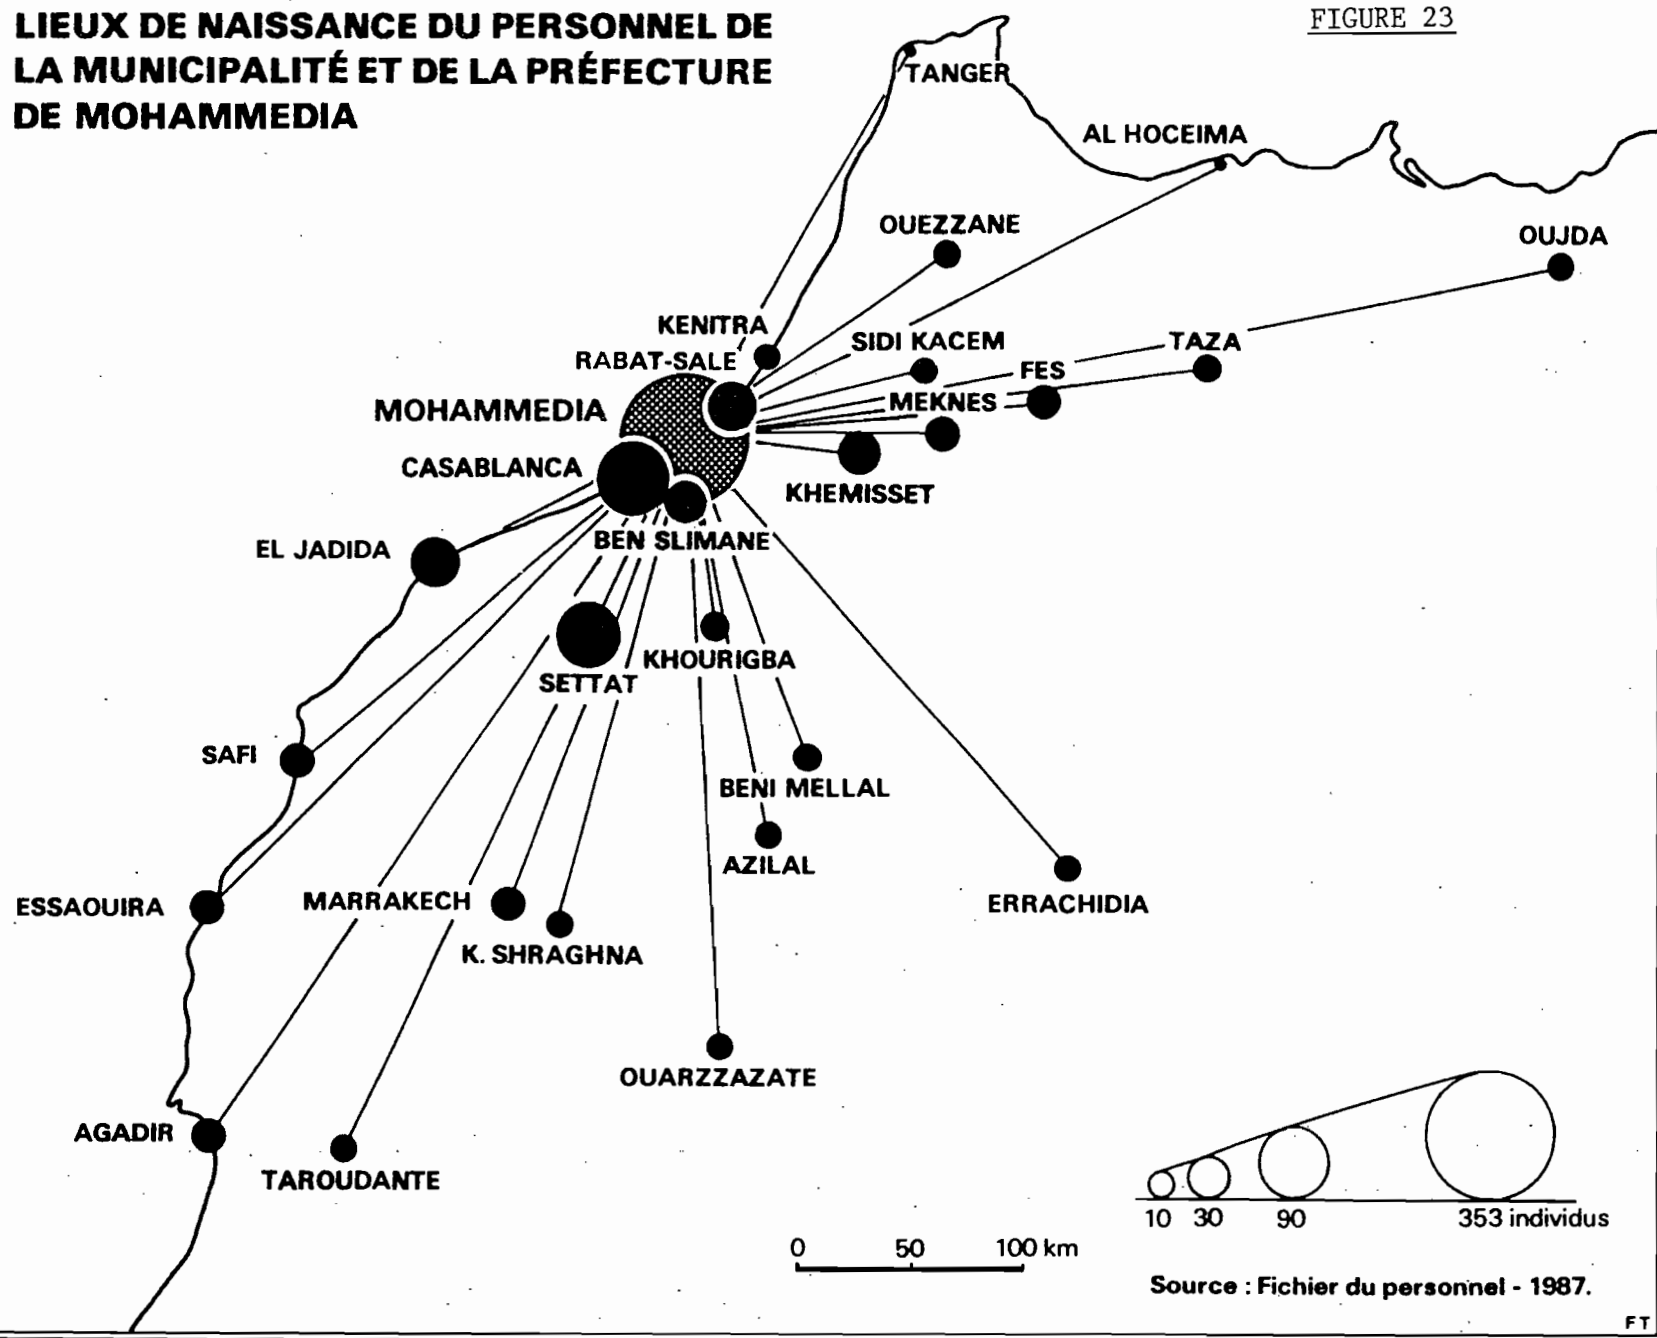 LIEUX DE NAISSANCE DU PERSONNEL DE
LA MUNICIPALITÉ ET DE LA PRÉFECTURE
DE MOHAMMEDIA
FIGURE 23
TANGER
AL HOCEIMA
OUEZZANE
OUJDA
KENITRA
SIDI KACEM
TAZA
RABAT-SALE
FES
MEKNES
MOHAMMEDIA
CASABLANCA
KHEMISSET
BEN SLIMANE
EL JADIDA
KHOURIGBA
SETTAT
SAFI
BENI MELLAL
AZILAL
MARRAKECH
ERRACHIDIA
ESSAOUIRA
K. SHRAGHNA
OUARZZAZATE
AGADIR
TAROUDANTE
10 30 90 353 individus
0 50 100 km
Source : Fichier du personnel - 1987.
FT